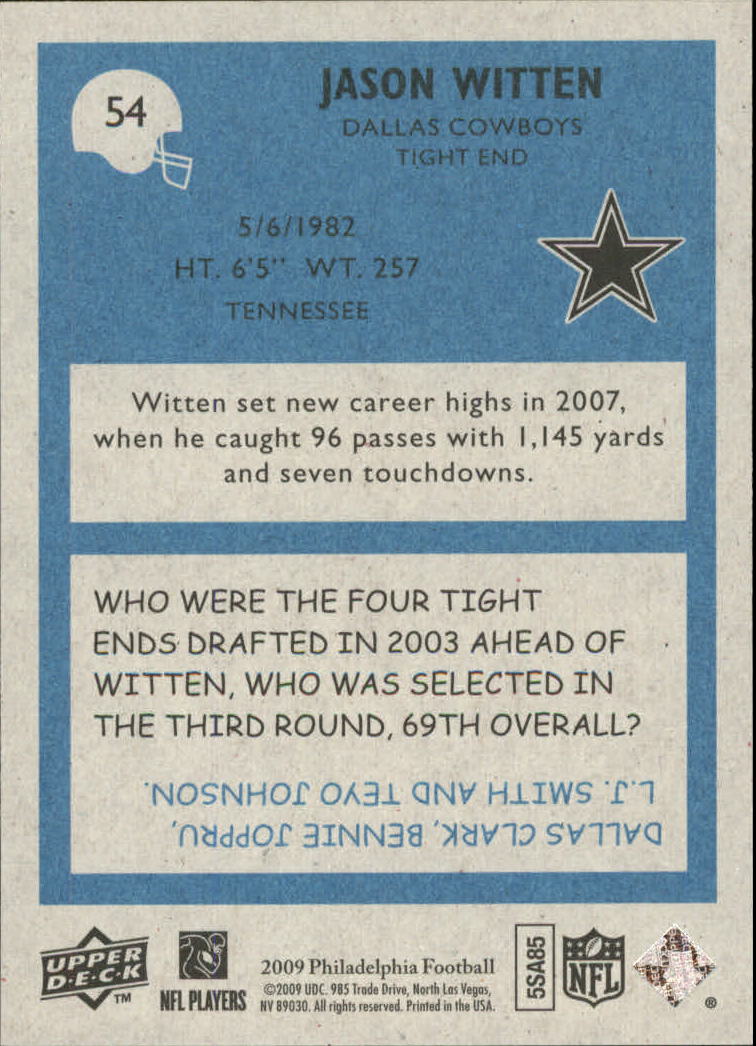 54
JASON WITTEN
DALLAS COWBOYS
TIGHT END
5/6/1982
HT. 6'5" WT. 257
TENNESSEE
Witten set new career highs in 2007,
when he caught 96 passes with 1,145 yards
and seven touchdowns.
WHO WERE THE FOUR TIGHT
ENDS DRAFTED IN 2003 AHEAD OF
WITTEN, WHO WAS SELECTED IN
THE THIRD ROUND, 69TH OVERALL?
DALLAS CLARK, BENNIE JOPPRU,
L.J. SMITH AND TEYO JOHNSON.
UPPER
D·E·C·K
TM
NFL PLAYERS
2009 Philadelphia Football
©2009 UDC. 985 Trade Drive, North Las Vegas,
NV 89030. All rights reserved. Printed in the USA.
5SA85
NFL
®